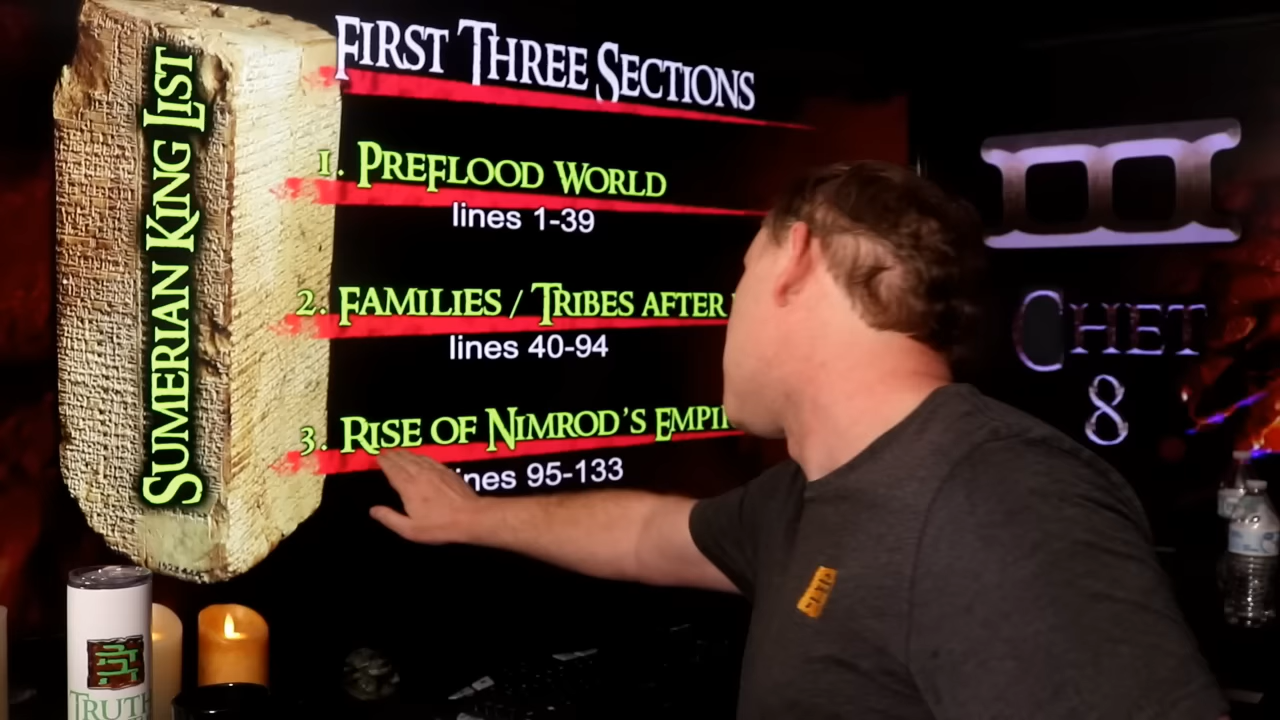 Sumerian King List
First Three Sections
1. Preflood World
lines 1-39
2. Families / Tribes after
lines 40-94
3. Rise of Nimrod's
lines 95-133
III
Chet
8
Truth